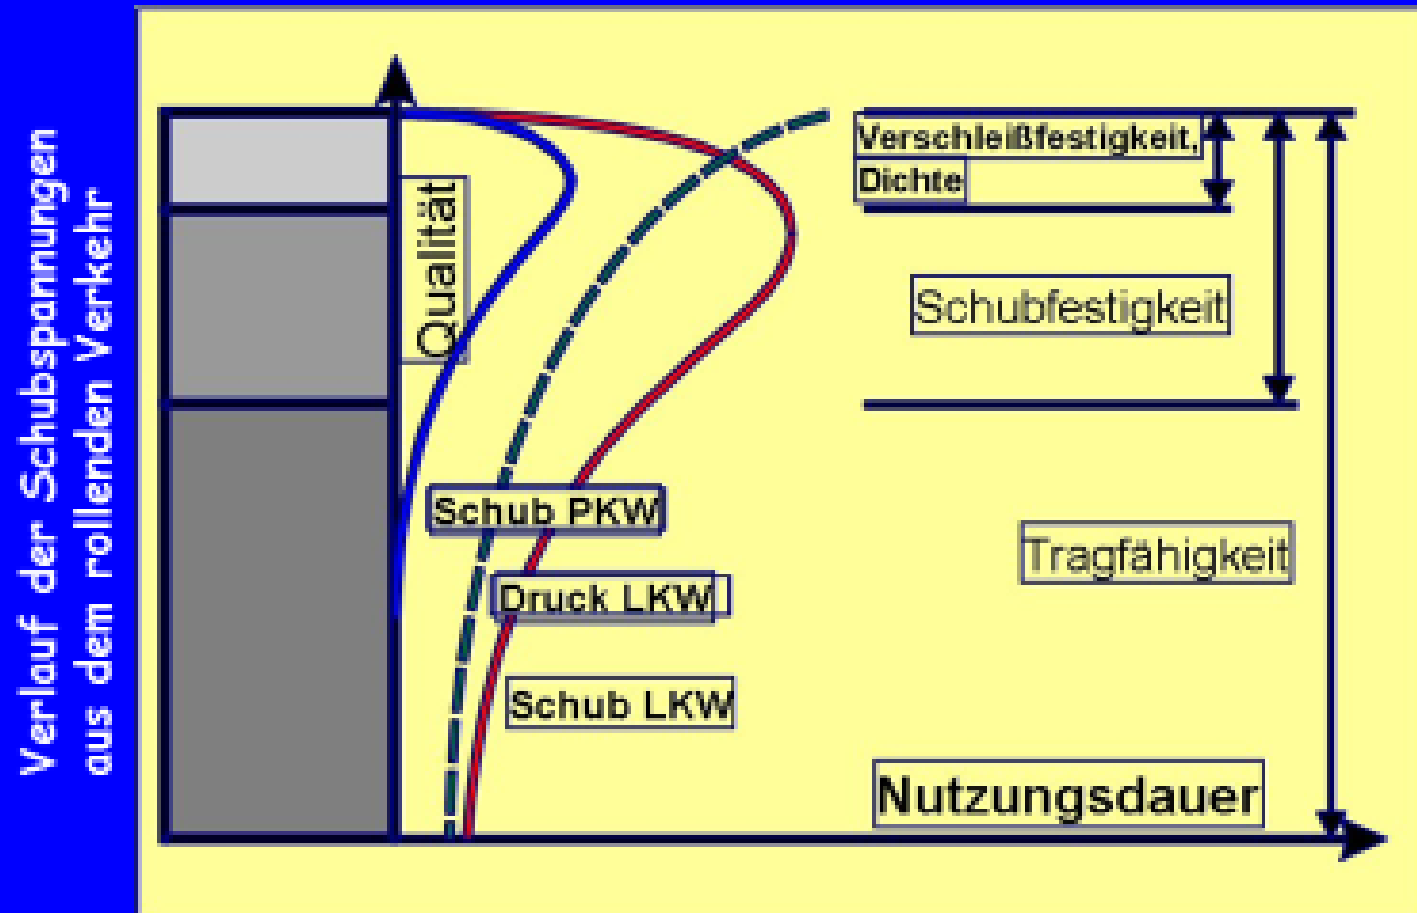 Verlauf der Schubspannungen
aus dem rollenden Verkehr
Qualität
Verschleißfestigkeit,
Dichte
Schubfestigkeit
Schub PKW
Tragfähigkeit
Druck LKW
Schub LKW
Nutzungsdauer